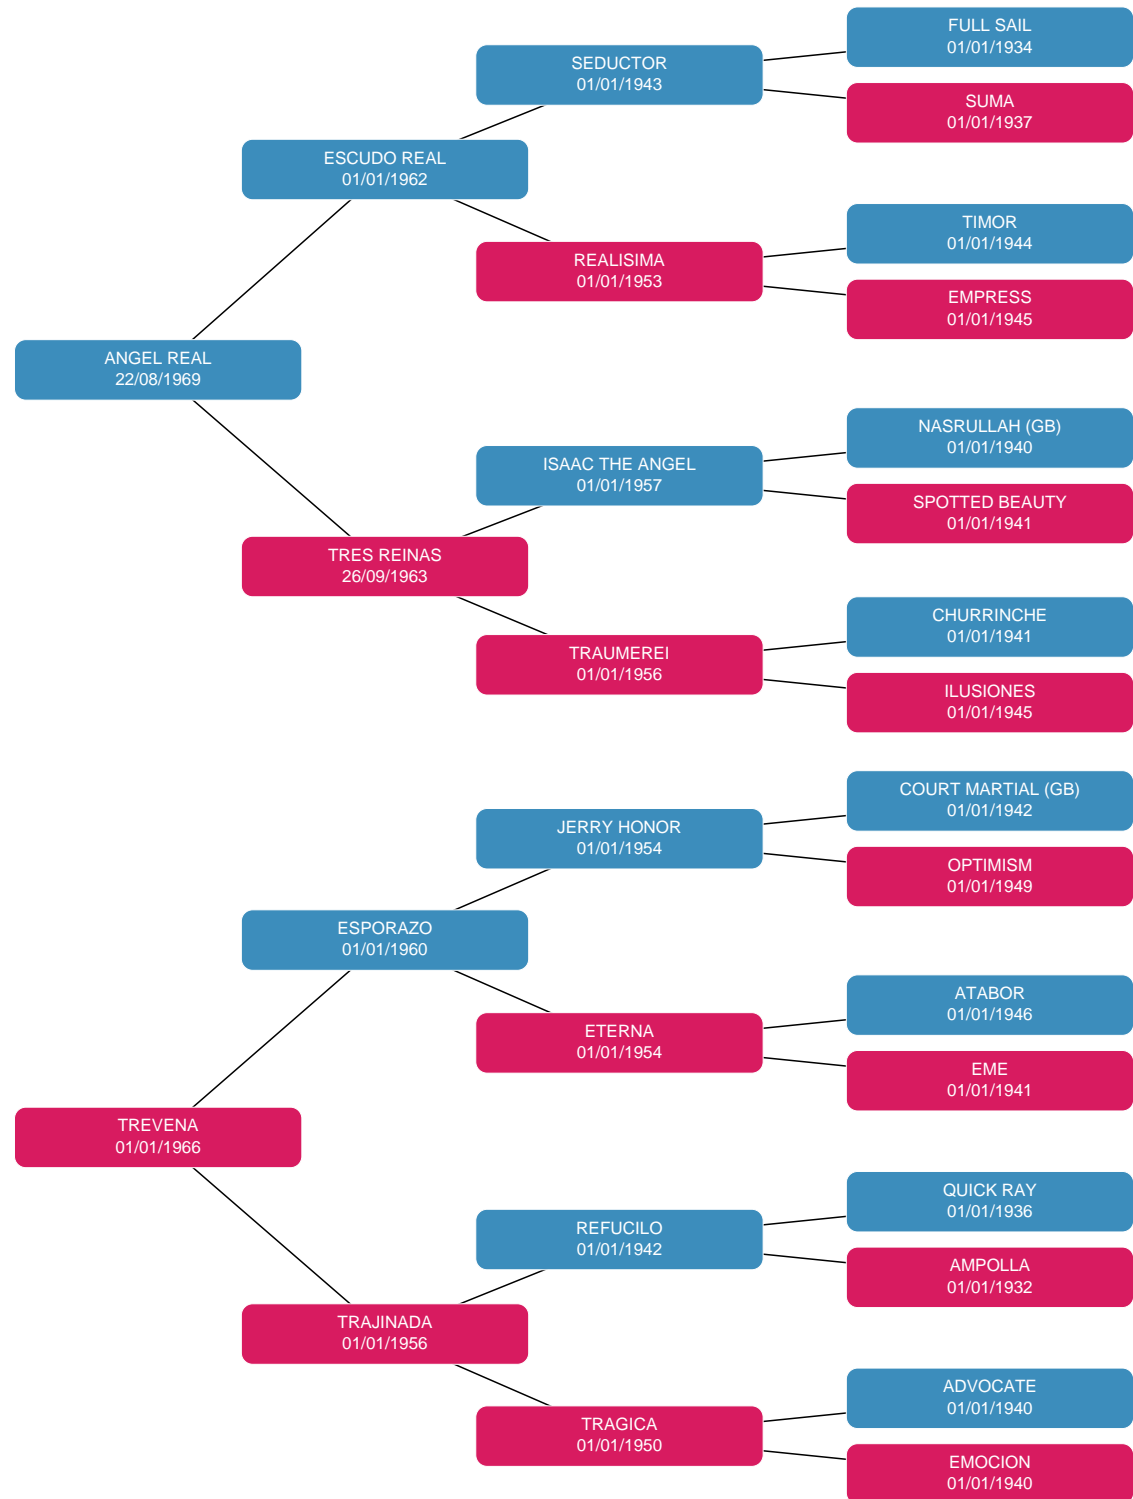 FULL SAIL
01/01/1934
SEDUCTOR
01/01/1943
SUMA
01/01/1937
ESCUDO REAL
01/01/1962
TIMOR
01/01/1944
REALISIMA
01/01/1953
EMPRESS
01/01/1945
ANGEL REAL
22/08/1969
NASRULLAH (GB)
01/01/1940
ISAAC THE ANGEL
01/01/1957
SPOTTED BEAUTY
01/01/1941
TRES REINAS
26/09/1963
CHURRINCHE
01/01/1941
TRAUMEREI
01/01/1956
ILUSIONES
01/01/1945
COURT MARTIAL (GB)
01/01/1942
JERRY HONOR
01/01/1954
OPTIMISM
01/01/1949
ESPORAZO
01/01/1960
ATABOR
01/01/1946
ETERNA
01/01/1954
EME
01/01/1941
TREVENA
01/01/1966
QUICK RAY
01/01/1936
REFUCILO
01/01/1942
AMPOLLA
01/01/1932
TRAJINADA
01/01/1956
ADVOCATE
01/01/1940
TRAGICA
01/01/1950
EMOCION
01/01/1940